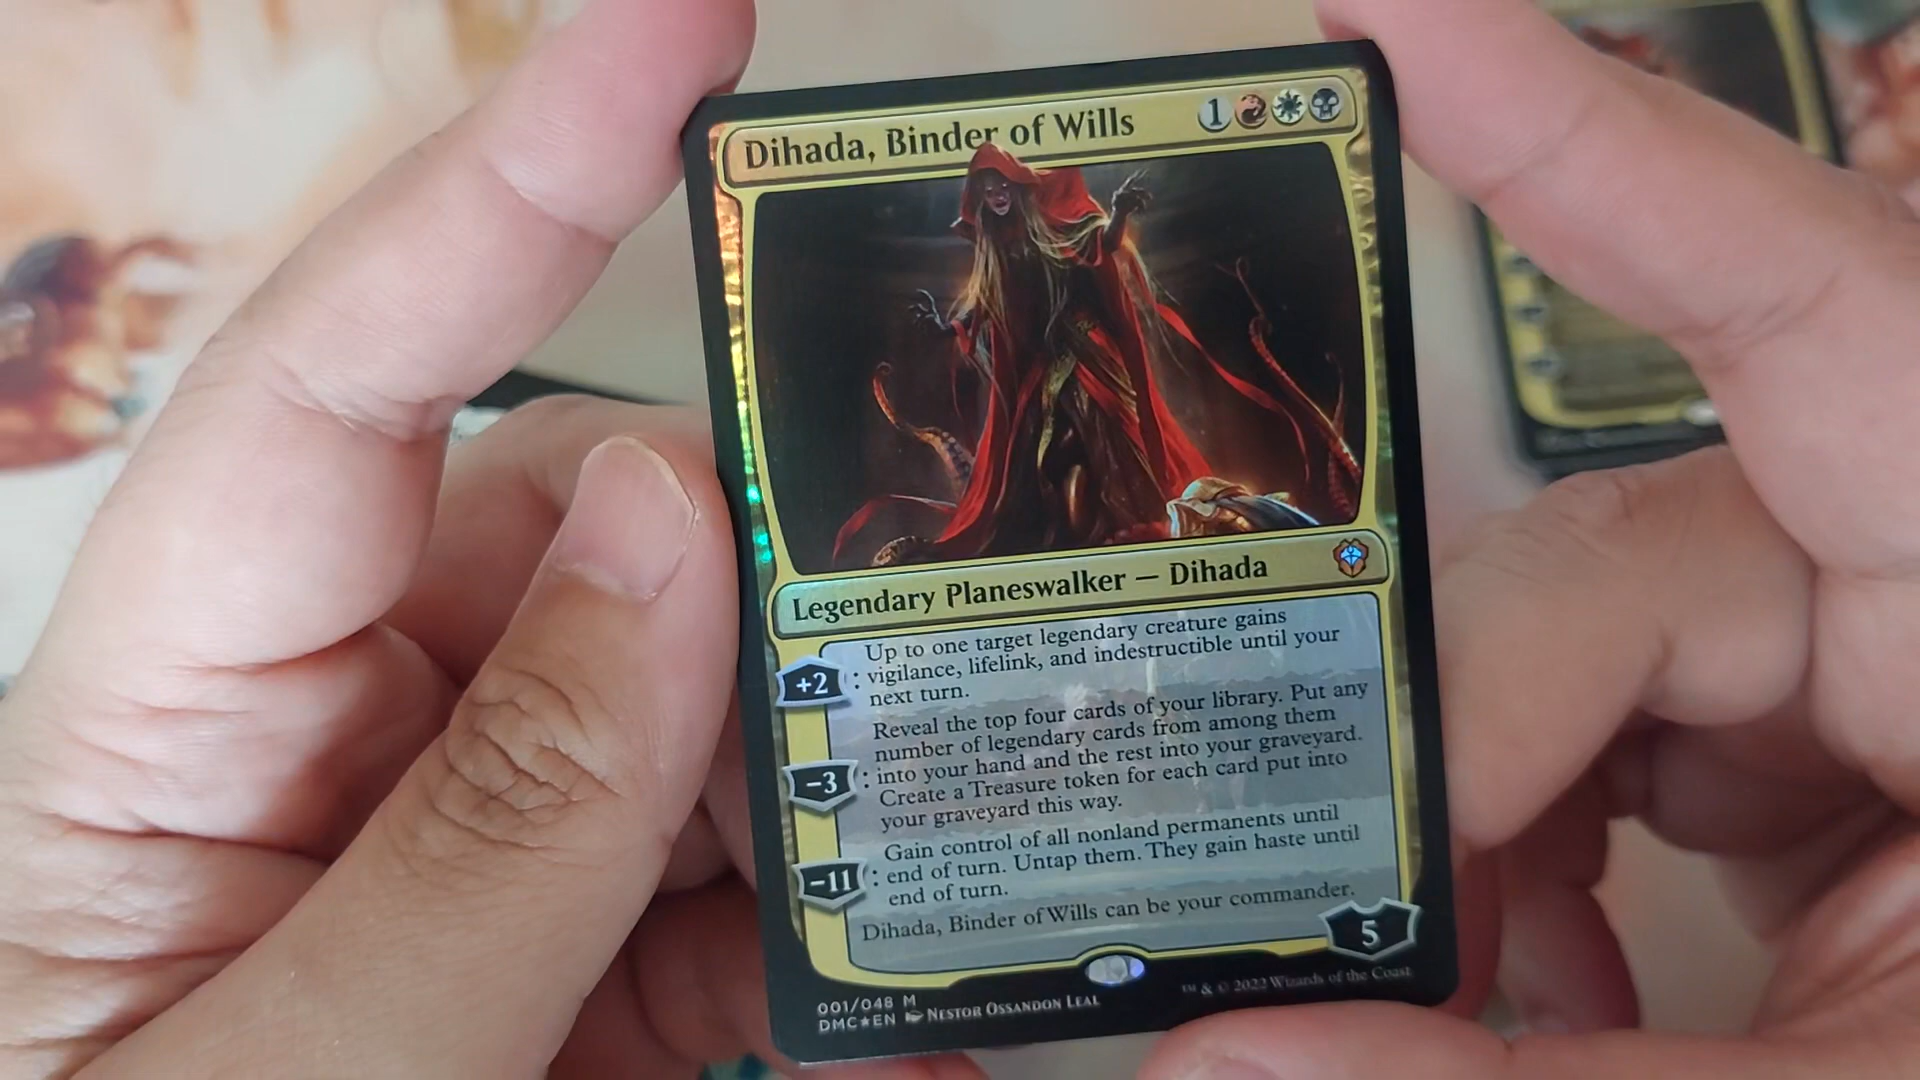 Dihada, Binder of Wills 1
Legendary Planeswalker — Dihada
Up to one target legendary creature gains
+2 : vigilance, lifelink, and indestructible until your
next turn.
Reveal the top four cards of your library. Put any
number of legendary cards from among them
−3 : into your hand and the rest into your graveyard.
Create a Treasure token for each card put into
your graveyard this way.
Gain control of all nonland permanents until
−11 : end of turn. Untap them. They gain haste until
end of turn.
Dihada, Binder of Wills can be your commander.
5
001/048 M
DMC★EN Nestor Ossandon Leal
™ & © 2022 Wizards of the Coast